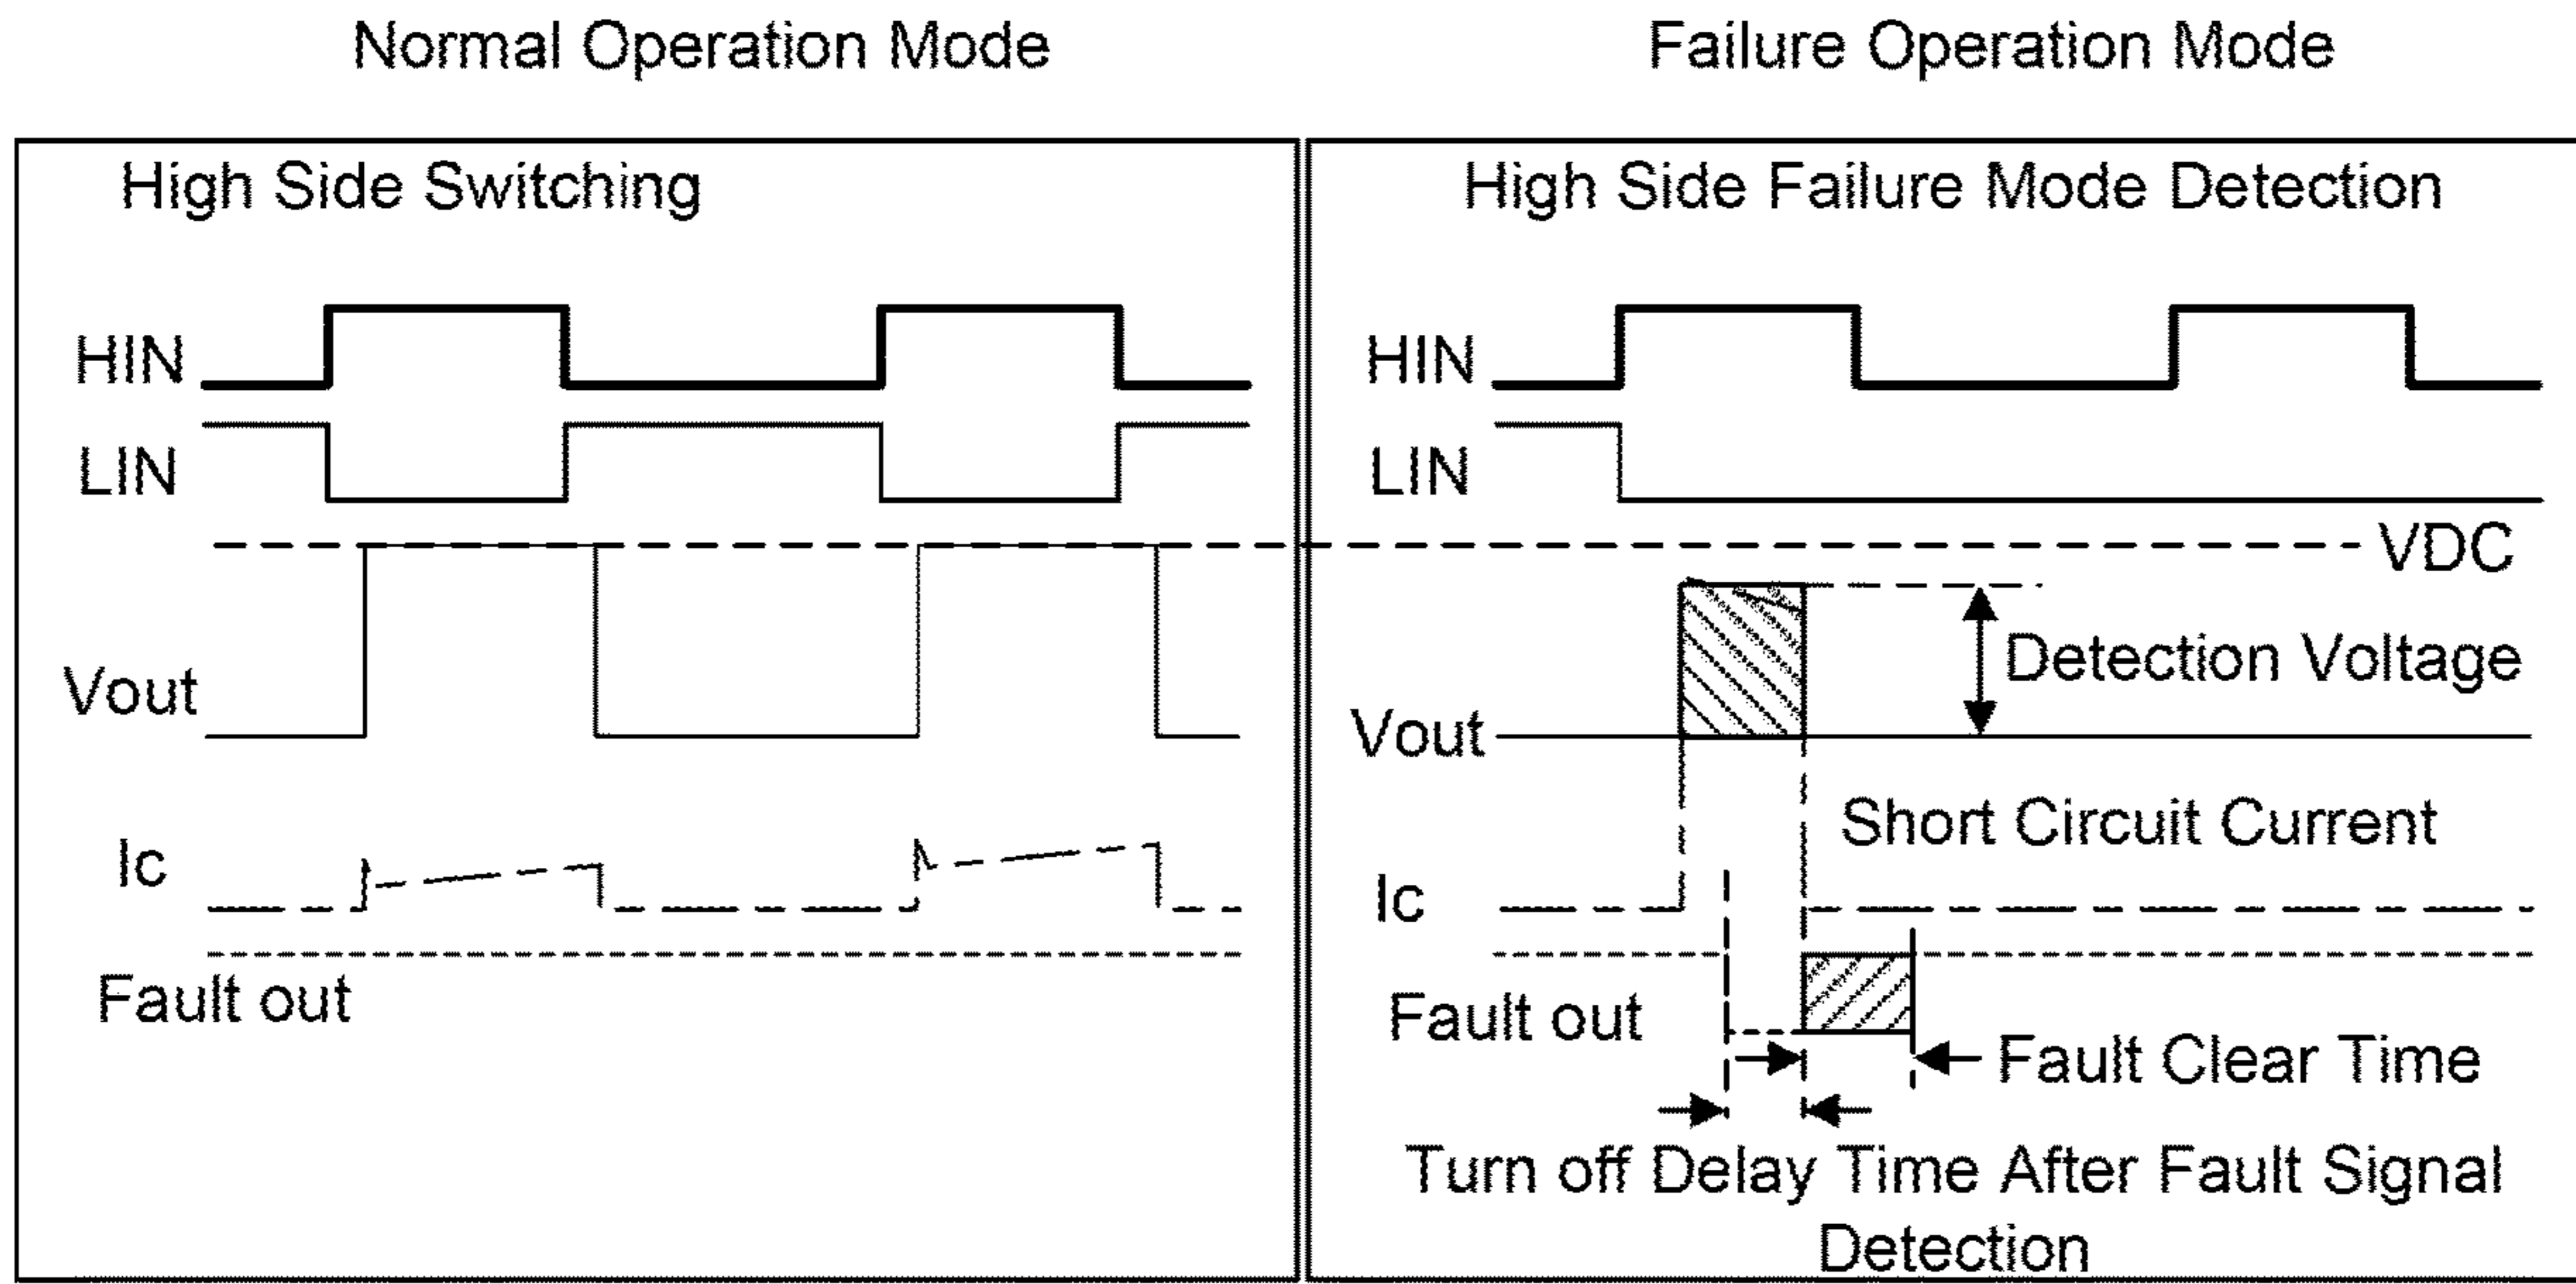 Normal Operation Mode
High Side Switching
HIN
LIN
Vout
Ic
Fault out
Failure Operation Mode
High Side Failure Mode Detection
HIN
LIN
VDC
Detection Voltage
Vout
Short Circuit Current
Ic
Fault out
Fault Clear Time
Turn off Delay Time After Fault Signal
Detection